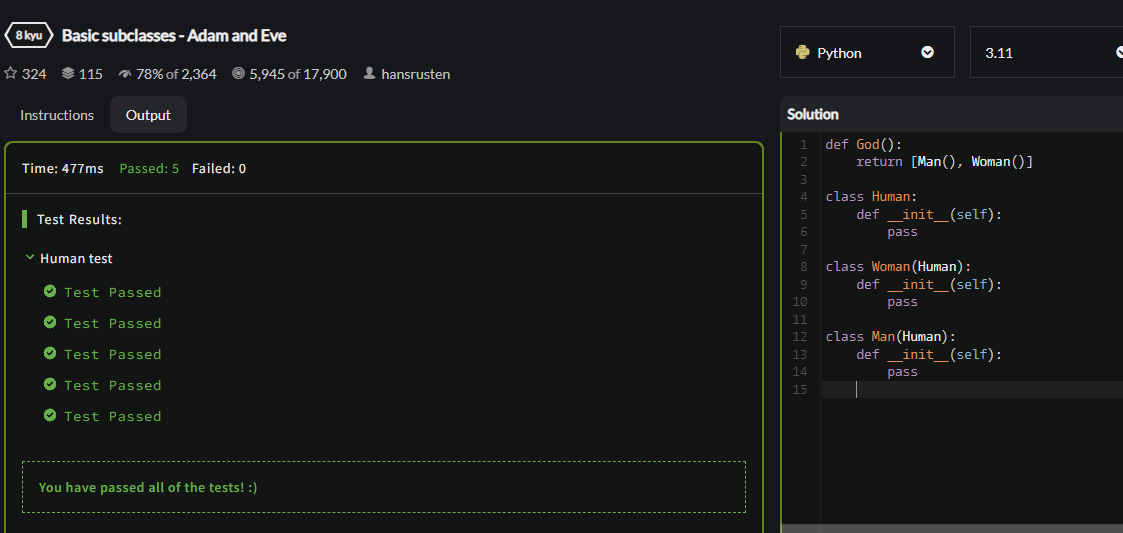 8 kyu Basic subclasses - Adam and Eve
324 115 78% of 2,364 5,945 of 17,900 hansrusten
Instructions Output
Time: 477ms Passed: 5 Failed: 0
Test Results:
Human test
Test Passed
Test Passed
Test Passed
Test Passed
Test Passed
You have passed all of the tests! :)
Python 3.11
Solution
1 def God():
2     return [Man(), Woman()]
3
4 class Human:
5     def __init__(self):
6         pass
7
8 class Woman(Human):
9     def __init__(self):
10         pass
11
12 class Man(Human):
13     def __init__(self):
14         pass
15